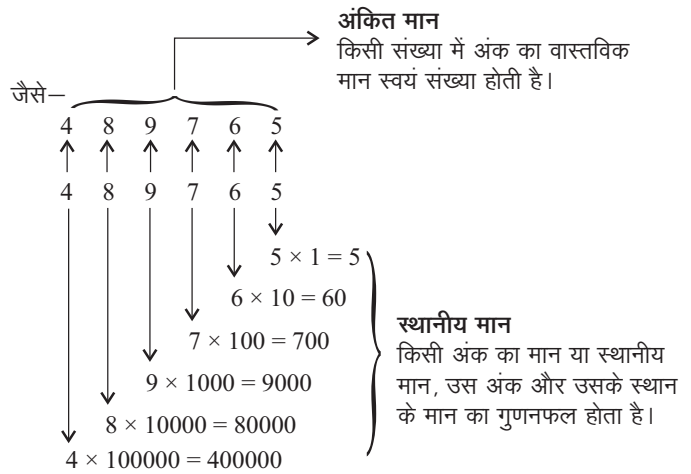 अंकित मान
किसी संख्या में अंक का वास्तविक
मान स्वयं संख्या होती है।
जैसे–
4 8 9 7 6 5
4 8 9 7 6 5
5 × 1 = 5
6 × 10 = 60
7 × 100 = 700
9 × 1000 = 9000
8 × 10000 = 80000
4 × 100000 = 400000
स्थानीय मान
किसी अंक का मान या स्थानीय
मान, उस अंक और उसके स्थान
के मान का गुणनफल होता है।